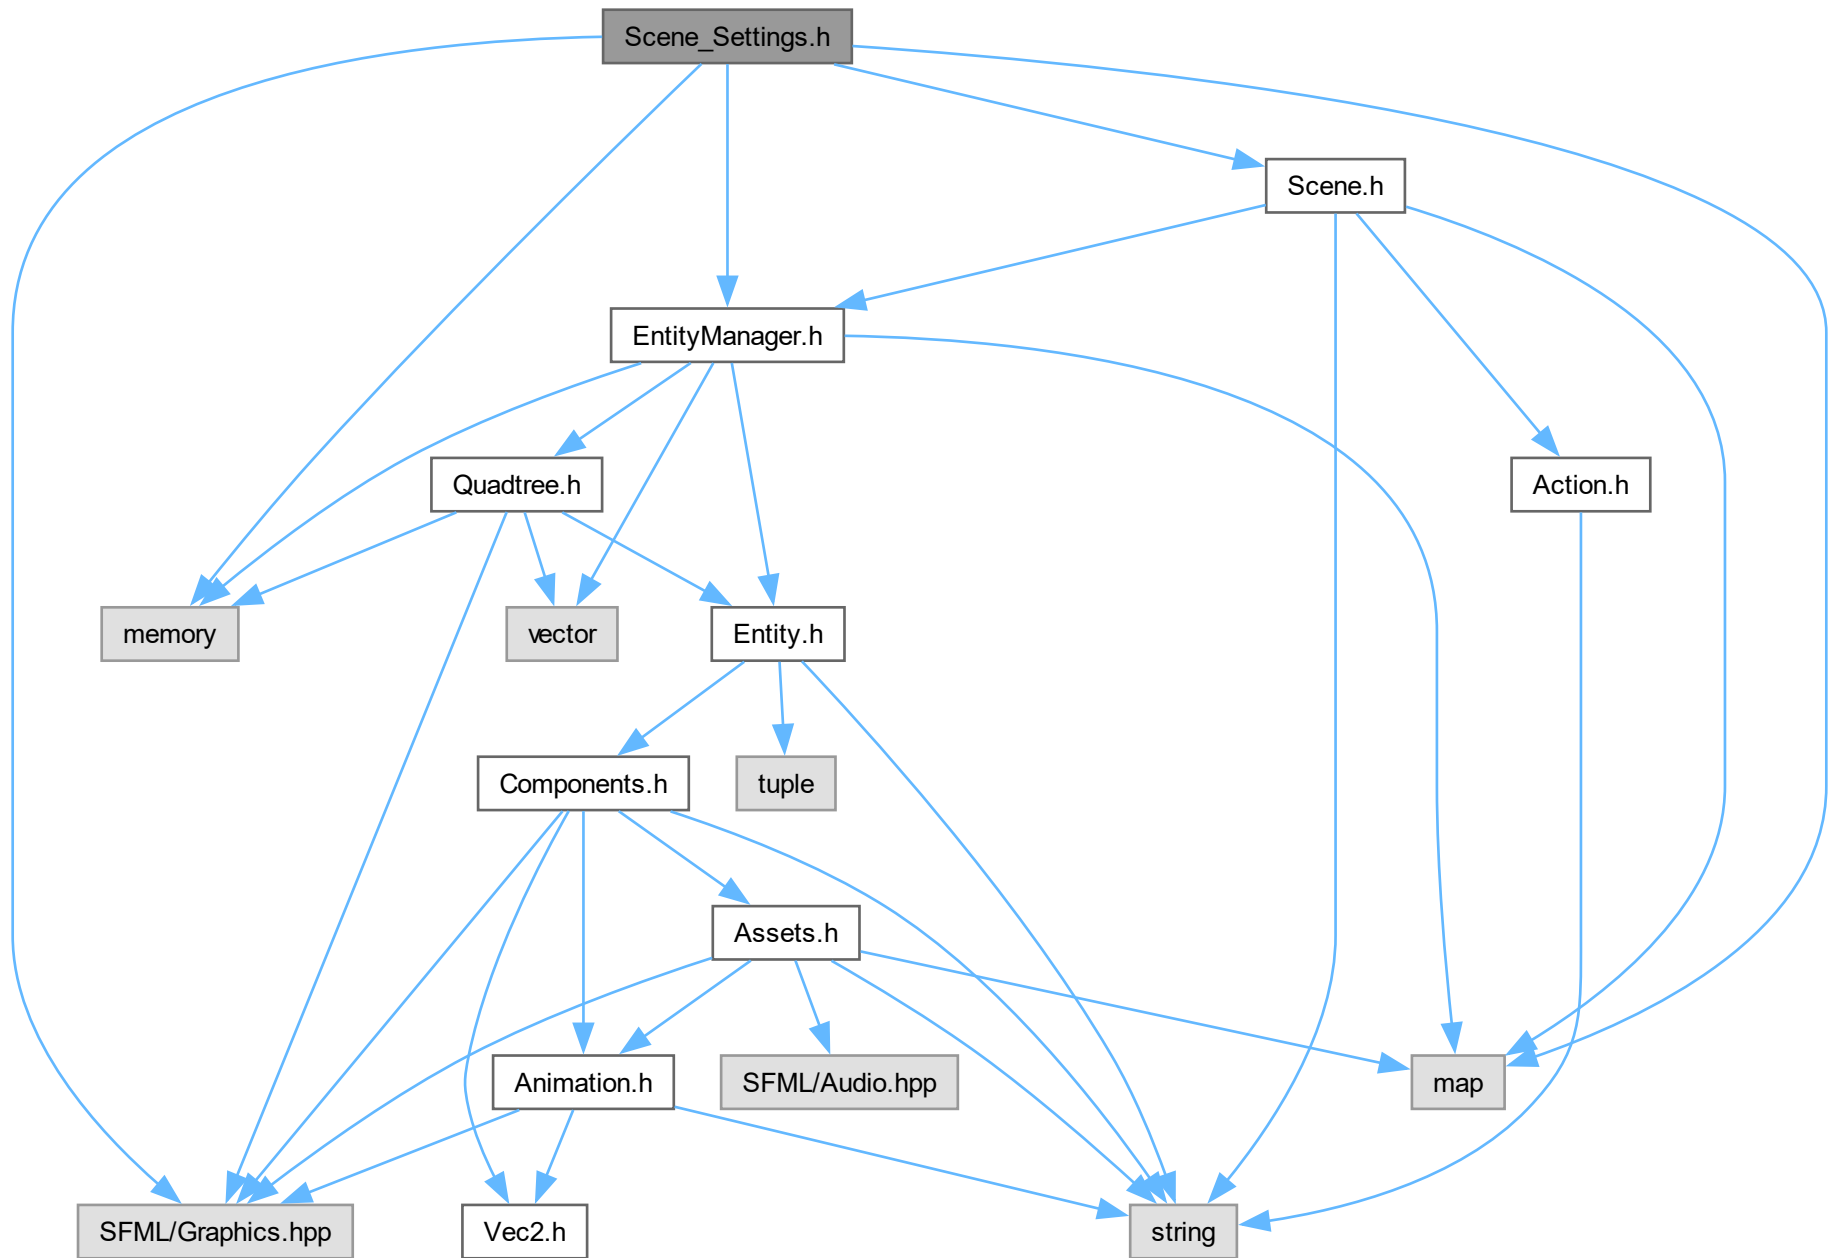 Scene_Settings.h
Scene.h
EntityManager.h
Quadtree.h
Action.h
memory
vector
Entity.h
Components.h
tuple
Assets.h
Animation.h
SFML/Audio.hpp
map
SFML/Graphics.hpp
Vec2.h
string